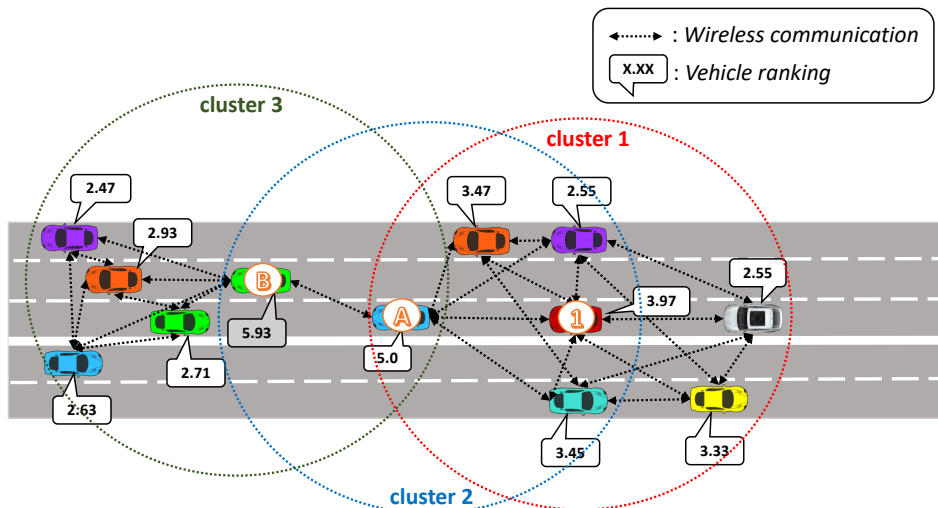 : Wireless communication
X.XX : Vehicle ranking
cluster 3
cluster 1
cluster 2
2.47
2.93
3.47
2.55
2.55
B
A
1
3.97
5.93
5.0
2.71
2.63
3.45
3.33